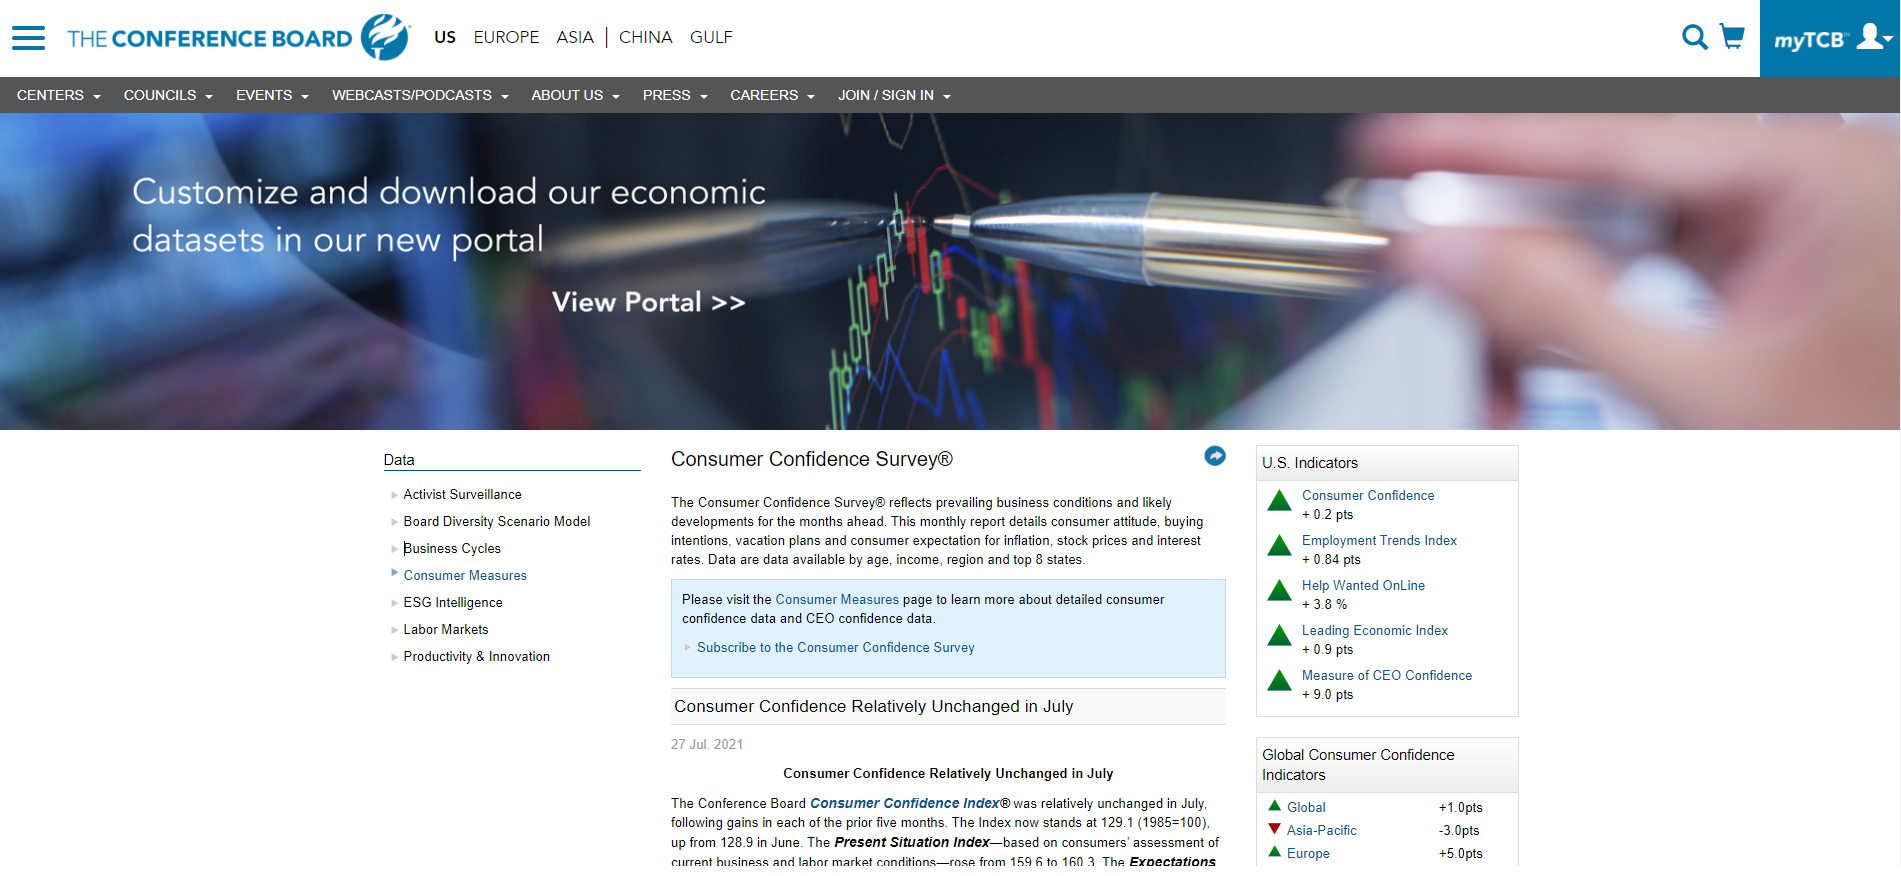 THE CONFERENCE BOARD
US EUROPE ASIA CHINA GULF
myTCB™
CENTERS COUNCILS EVENTS WEBCASTS/PODCASTS ABOUT US PRESS CAREERS JOIN / SIGN IN
Customize and download our economic
datasets in our new portal
View Portal >>
Data
Activist Surveillance
Board Diversity Scenario Model
Business Cycles
Consumer Measures
ESG Intelligence
Labor Markets
Productivity & Innovation
Consumer Confidence Survey®
The Consumer Confidence Survey® reflects prevailing business conditions and likely
developments for the months ahead. This monthly report details consumer attitude, buying
intentions, vacation plans and consumer expectation for inflation, stock prices and interest
rates. Data are data available by age, income, region and top 8 states.
Please visit the Consumer Measures page to learn more about detailed consumer
confidence data and CEO confidence data.
Subscribe to the Consumer Confidence Survey
Consumer Confidence Relatively Unchanged in July
27 Jul. 2021
Consumer Confidence Relatively Unchanged in July
The Conference Board Consumer Confidence Index® was relatively unchanged in July,
following gains in each of the prior five months. The Index now stands at 129.1 (1985=100),
up from 128.9 in June. The Present Situation Index—based on consumers' assessment of
current business and labor market conditions—rose from 159.6 to 160.3. The Expectations
U.S. Indicators
Consumer Confidence
+ 0.2 pts
Employment Trends Index
+ 0.84 pts
Help Wanted OnLine
+ 3.8 %
Leading Economic Index
+ 0.9 pts
Measure of CEO Confidence
+ 9.0 pts
Global Consumer Confidence
Indicators
Global +1.0pts
Asia-Pacific -3.0pts
Europe +5.0pts